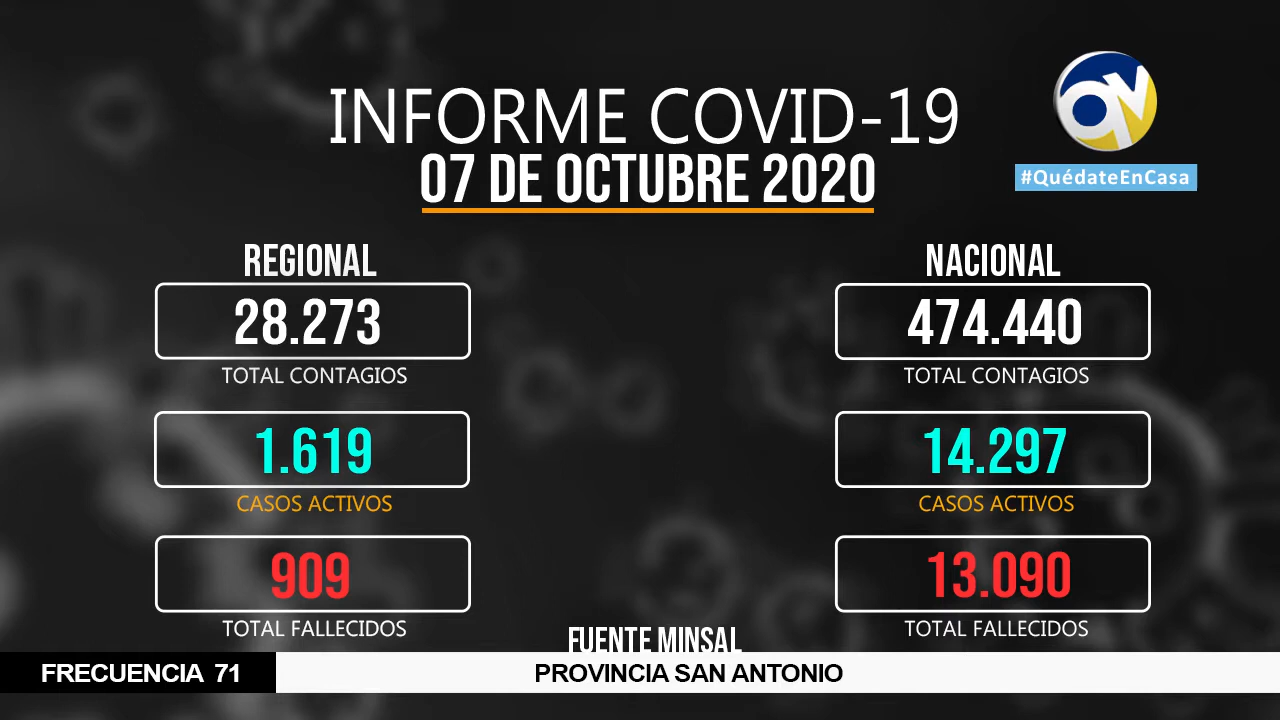 INFORME COVID-19
07 DE OCTUBRE 2020
#QuédateEnCasa
REGIONAL
28.273
TOTAL CONTAGIOS
1.619
CASOS ACTIVOS
909
TOTAL FALLECIDOS
NACIONAL
474.440
TOTAL CONTAGIOS
14.297
CASOS ACTIVOS
13.090
TOTAL FALLECIDOS
FUENTE MINSAL
FRECUENCIA 71
PROVINCIA SAN ANTONIO